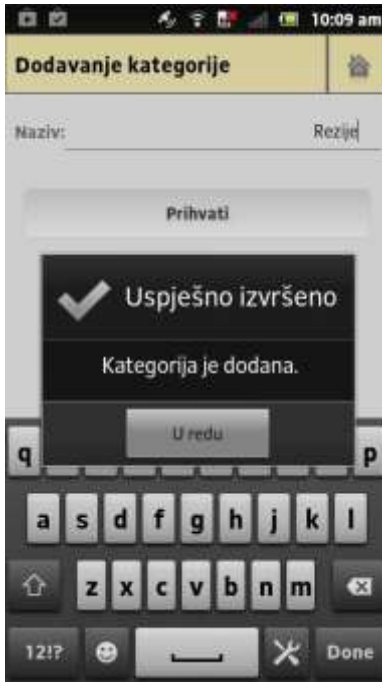 10:09 am
Dodavanje kategorije
Naziv: Rezije
Prihvati
Uspješno izvršeno
Kategorija je dodana.
U redu
q p
a s d f g h j k l
z x c v b n m
12!? Done